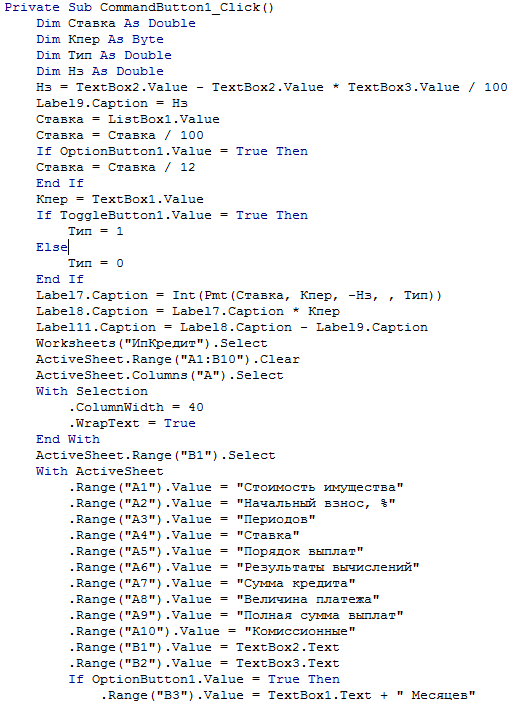 Private Sub CommandButton1_Click()
    Dim Ставка As Double
    Dim Кпер As Byte
    Dim Тип As Double
    Dim Нз As Double
    Нз = TextBox2.Value - TextBox2.Value * TextBox3.Value / 100
    Label9.Caption = Нз
    Ставка = ListBox1.Value
    Ставка = Ставка / 100
    If OptionButton1.Value = True Then
    Ставка = Ставка / 12
    End If
    Кпер = TextBox1.Value
    If ToggleButton1.Value = True Then
        Тип = 1
    Else
        Тип = 0
    End If
    Label7.Caption = Int(Pmt(Ставка, Кпер, -Нз, , Тип))
    Label8.Caption = Label7.Caption * Кпер
    Label11.Caption = Label8.Caption - Label9.Caption
    Worksheets("ИпКредит").Select
    ActiveSheet.Range("A1:B10").Clear
    ActiveSheet.Columns("A").Select
    With Selection
        .ColumnWidth = 40
        .WrapText = True
    End With
    ActiveSheet.Range("B1").Select
    With ActiveSheet
        .Range("A1").Value = "Стоимость имущества"
        .Range("A2").Value = "Начальный взнос, %"
        .Range("A3").Value = "Периодов"
        .Range("A4").Value = "Ставка"
        .Range("A5").Value = "Порядок выплат"
        .Range("A6").Value = "Результаты вычислений"
        .Range("A7").Value = "Сумма кредита"
        .Range("A8").Value = "Величина платежа"
        .Range("A9").Value = "Полная сумма выплат"
        .Range("A10").Value = "Комиссионные"
        .Range("B1").Value = TextBox2.Text
        .Range("B2").Value = TextBox3.Text
        If OptionButton1.Value = True Then
            .Range("B3").Value = TextBox1.Text + " Месяцев"